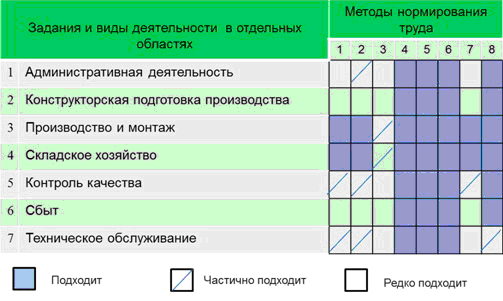 Задания и виды деятельности в отдельных
областях
Методы нормирования
труда
1 2 3 4 5 6 7 8
1 Административная деятельность
2 Конструкторская подготовка производства
3 Производство и монтаж
4 Складское хозяйство
5 Контроль качества
6 Сбыт
7 Техническое обслуживание
Подходит Частично подходит Редко подходит